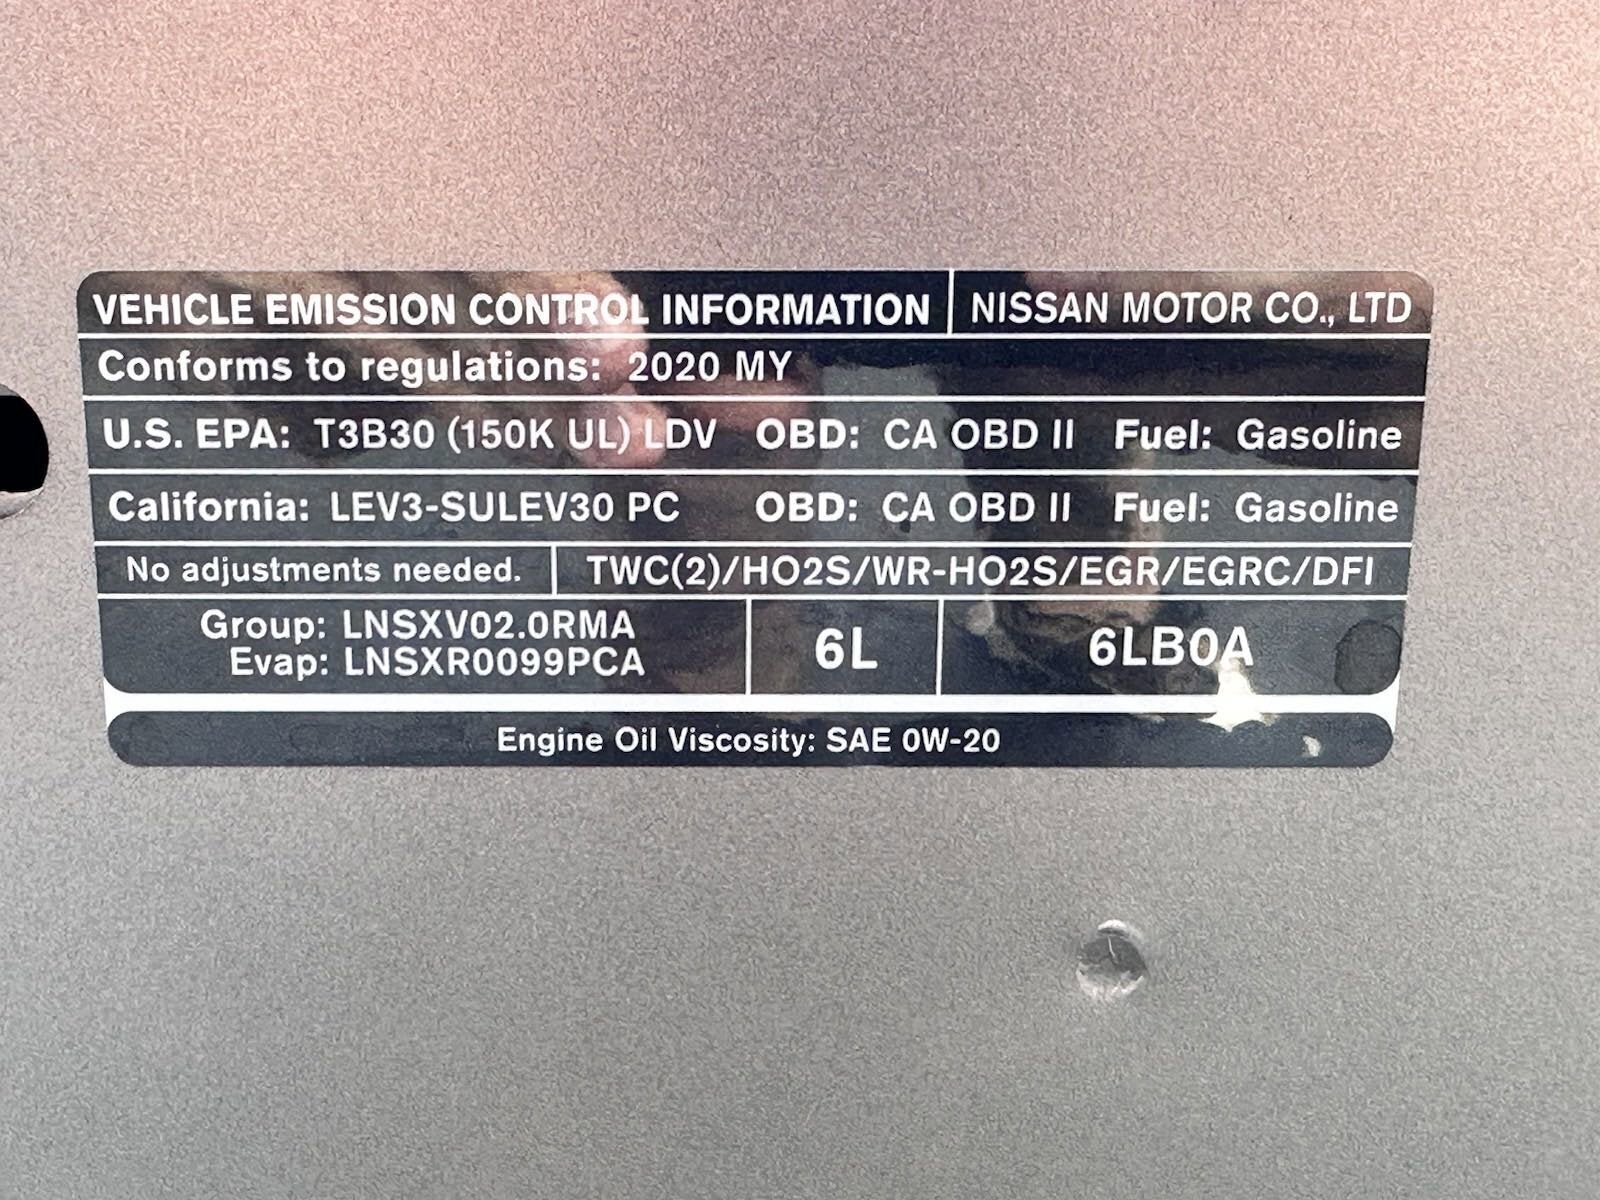 VEHICLE EMISSION CONTROL INFORMATION NISSAN MOTOR CO., LTD
Conforms to regulations: 2020 MY
U.S. EPA: T3B30 (150K UL) LDV OBD: CA OBD II Fuel: Gasoline
California: LEV3-SULEV30 PC OBD: CA OBD II Fuel: Gasoline
No adjustments needed. TWC(2)/HO2S/WR-HO2S/EGR/EGRC/DFI
Group: LNSXV02.0RMA
Evap: LNSXR0099PCA
6L
6LB0A
Engine Oil Viscosity: SAE 0W-20